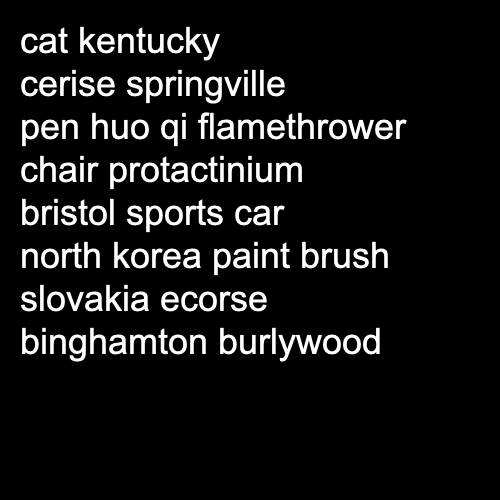 cat kentucky
cerise springville
pen huo qi flamethrower
chair protactinium
bristol sports car
north korea paint brush
slovakia ecorse
binghamton burlywood